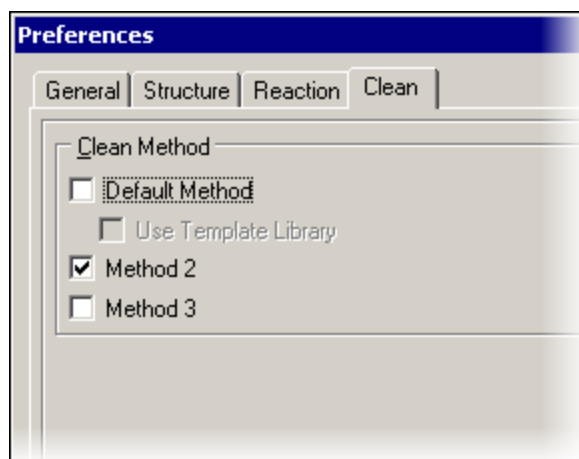 Preferences
General Structure Reaction Clean
Clean Method
Default Method
Use Template Library
Method 2
Method 3